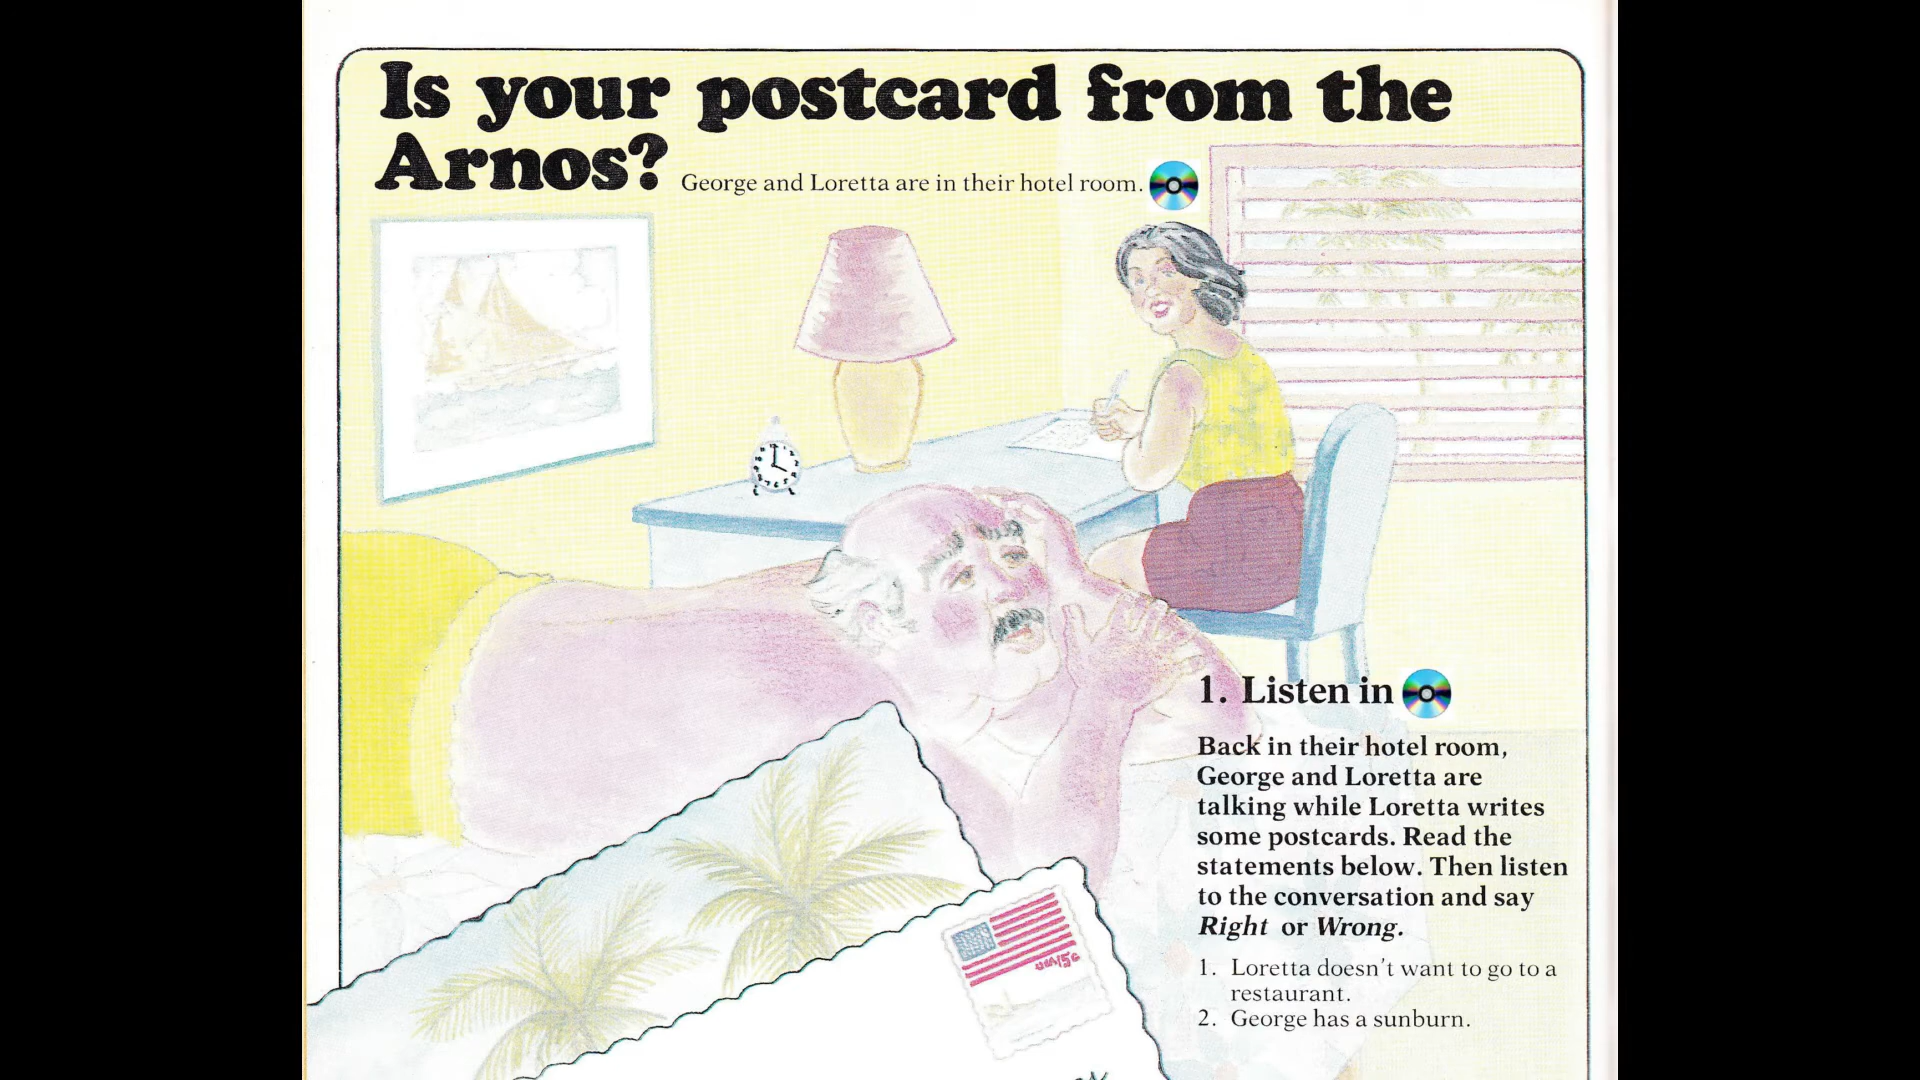 Is your postcard from the
Arnos?
George and Loretta are in their hotel room.
1. Listen in
Back in their hotel room,
George and Loretta are
talking while Loretta writes
some postcards. Read the
statements below. Then listen
to the conversation and say
Right or Wrong.
1. Loretta doesn't want to go to a
restaurant.
2. George has a sunburn.
USA15c